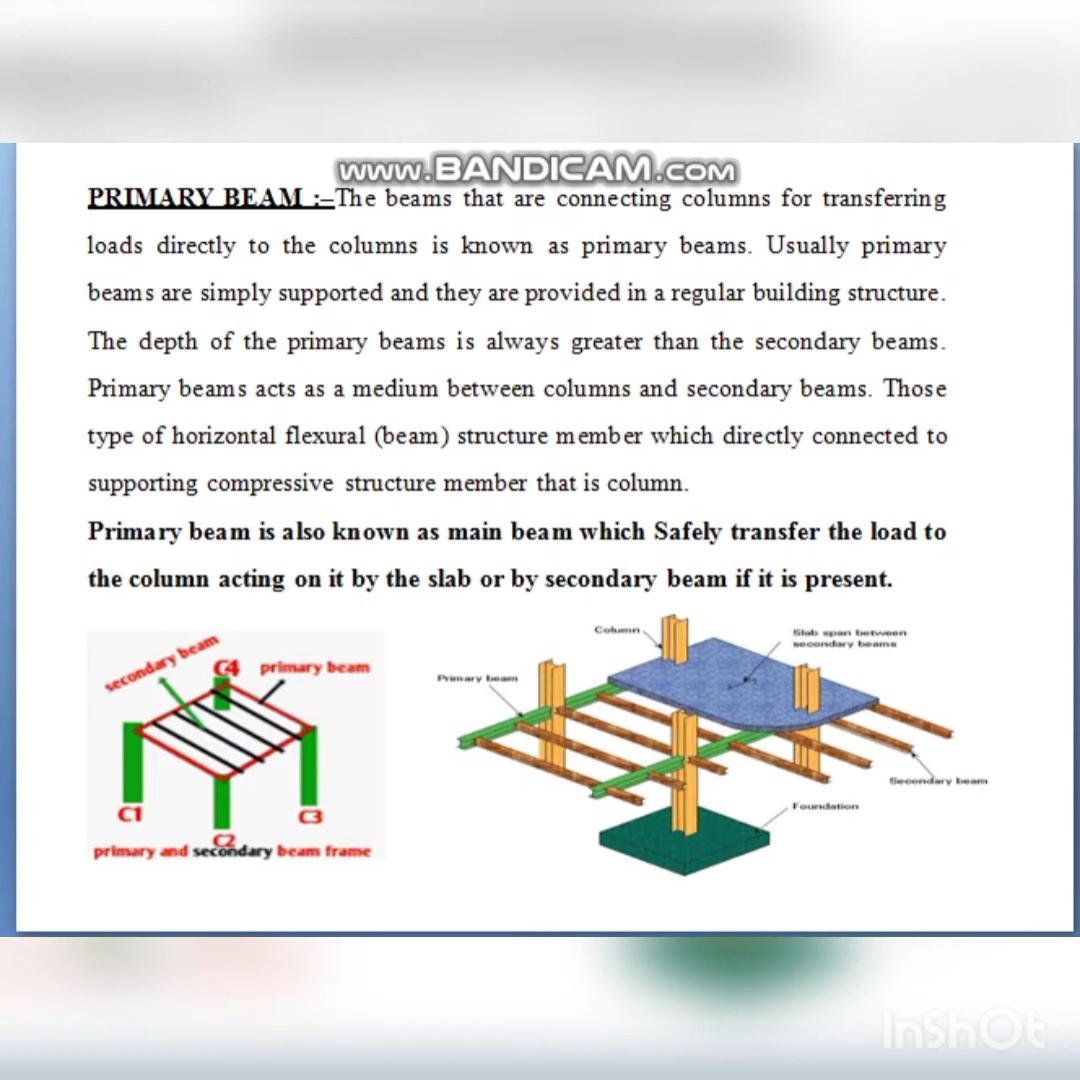 www.BANDICAM.com
PRIMARY BEAM :–The beams that are connecting columns for transferring
loads directly to the columns is known as primary beams. Usually primary
beams are simply supported and they are provided in a regular building structure.
The depth of the primary beams is always greater than the secondary beams.
Primary beams acts as a medium between columns and secondary beams. Those
type of horizontal flexural (beam) structure member which directly connected to
supporting compressive structure member that is column.
Primary beam is also known as main beam which Safely transfer the load to
the column acting on it by the slab or by secondary beam if it is present.
secondary beam
C4 primary beam
C1
C2
C3
primary and secondary beam frame
Column
Slab span between
secondary beams
Primary beam
Secondary beam
Foundation
InShOt